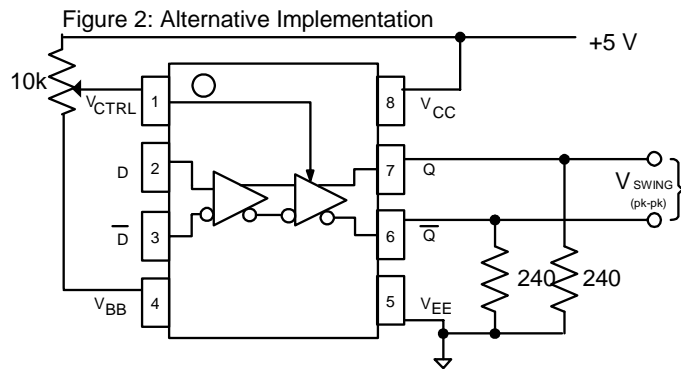 Figure 2: Alternative Implementation
+5 V
10k
VCTRL 1 8 VCC
D 2 7 Q
VSWING
(pk-pk)
D̅ 3 6 Q̅
240 240
VBB 4 5 VEE